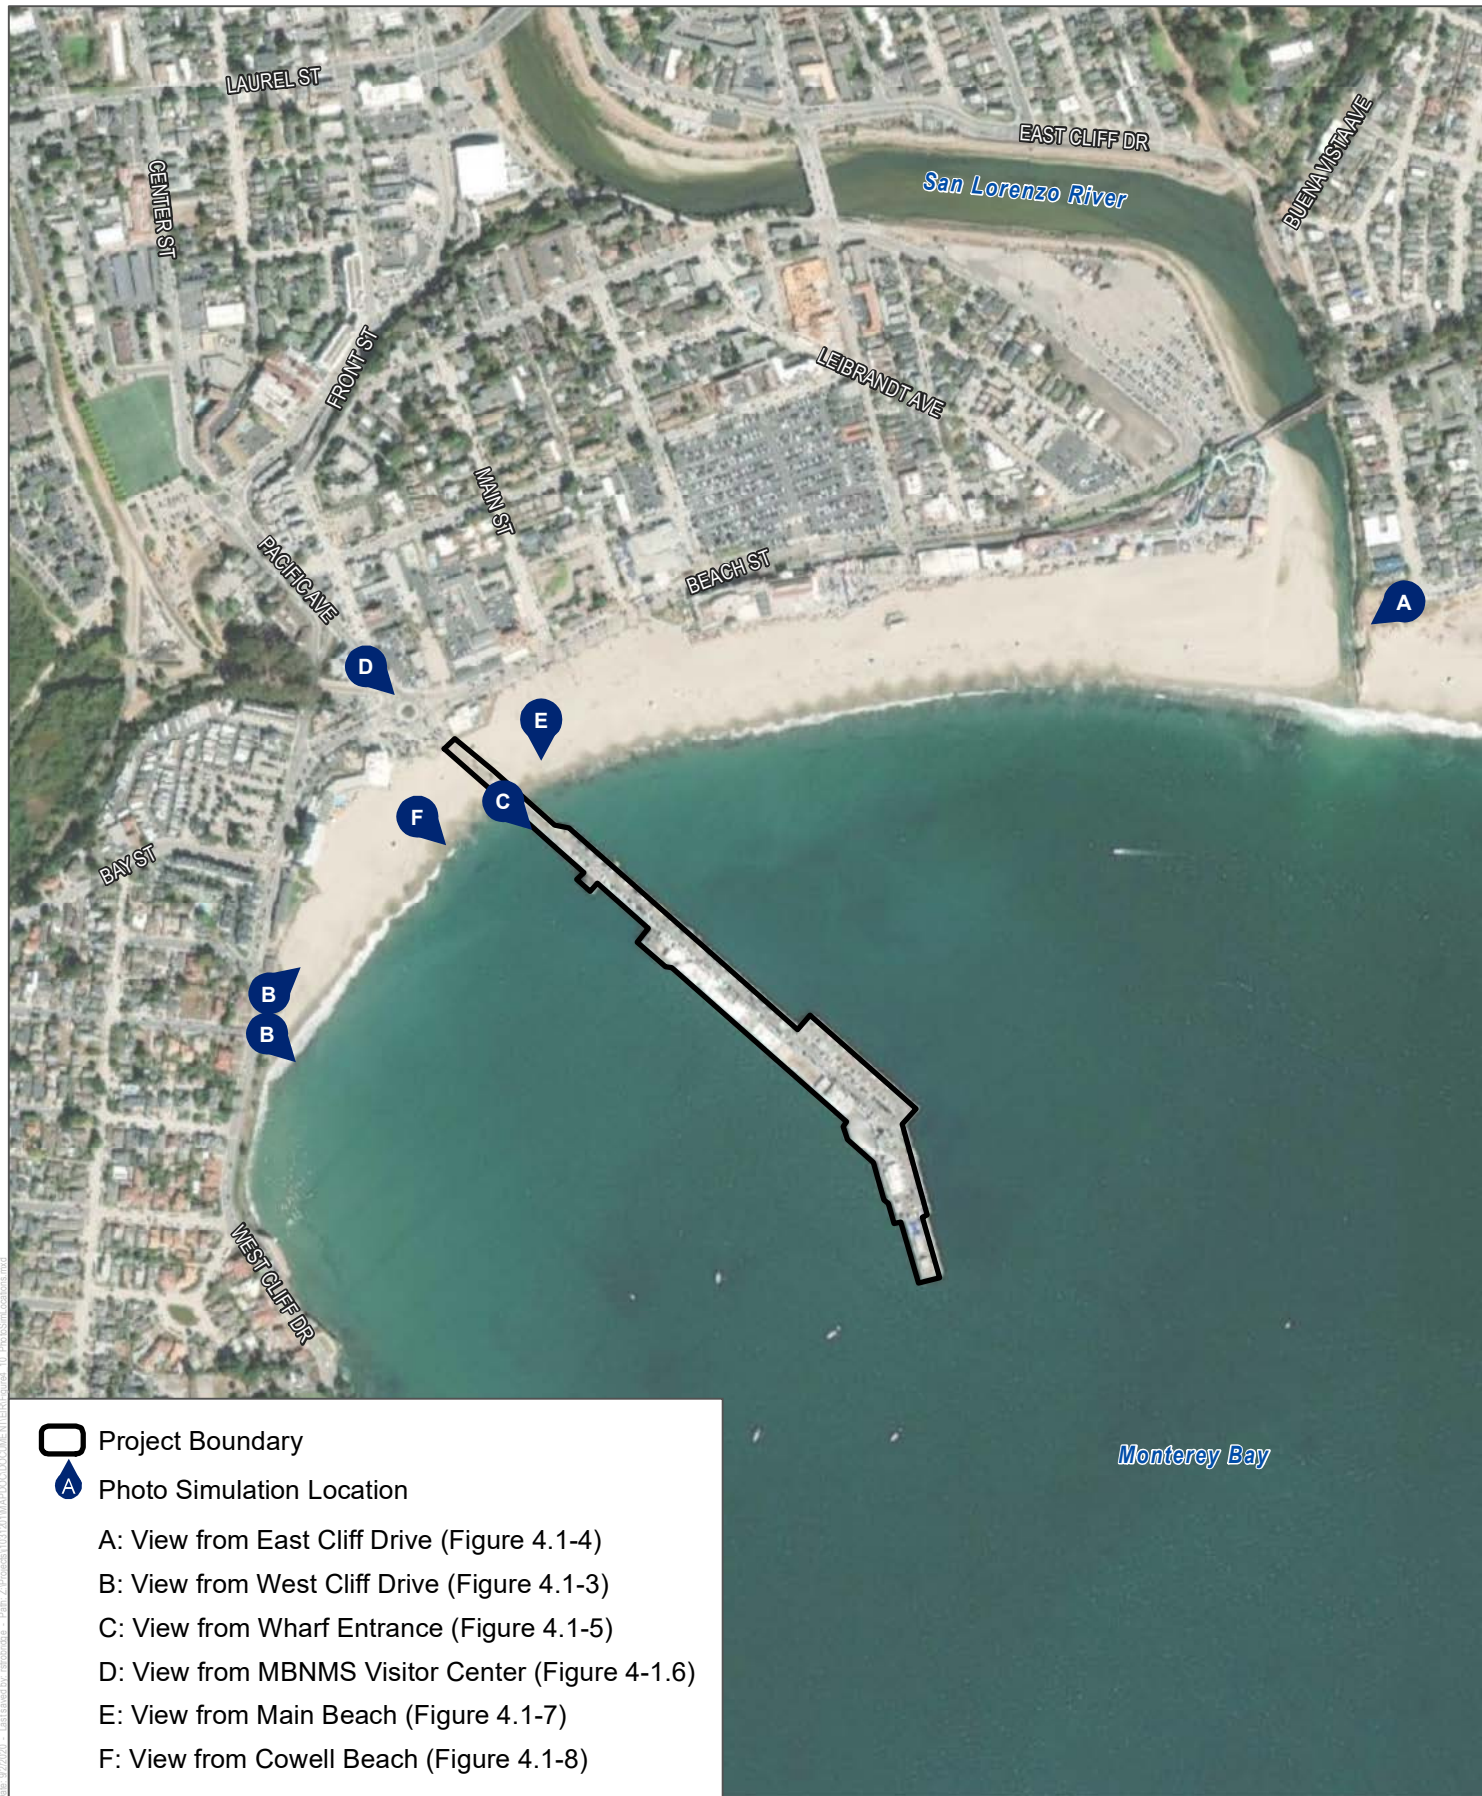 LAUREL ST
EAST CLIFF DR
BUENA VISTA AVE
CENTER ST
San Lorenzo River
FRONT ST
LEIBRANDT AVE
MAIN ST
PACIFIC AVE
BEACH ST
A
D
E
C
F
BAY ST
B
B
WEST CLIFF DR
Monterey Bay
Project Boundary
A
Photo Simulation Location
A: View from East Cliff Drive (Figure 4.1-4)
B: View from West Cliff Drive (Figure 4.1-3)
C: View from Wharf Entrance (Figure 4.1-5)
D: View from MBNMS Visitor Center (Figure 4-1.6)
E: View from Main Beach (Figure 4.1-7)
F: View from Cowell Beach (Figure 4.1-8)